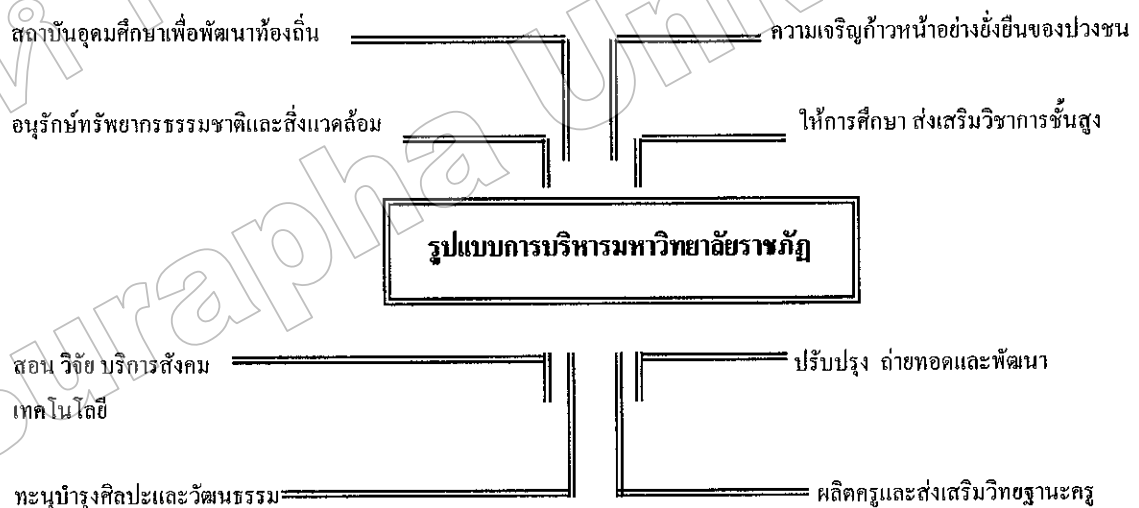 สถาบันอุดมศึกษาเพื่อพัฒนาท้องถิ่น ความเจริญก้าวหน้าอย่างยั่งยืนของปวงชน
อนุรักษ์ทรัพยากรธรรมชาติและสิ่งแวดล้อม ให้การศึกษา ส่งเสริมวิชาการชั้นสูง
รูปแบบการบริหารมหาวิทยาลัยราชภัฏ
สอน วิจัย บริการสังคม ปรับปรุง ถ่ายทอดและพัฒนา
เทคโนโลยี
ทะนุบำรุงศิลปะและวัฒนธรรม ผลิตครูและส่งเสริมวิทยฐานะครู
Burapha Uni